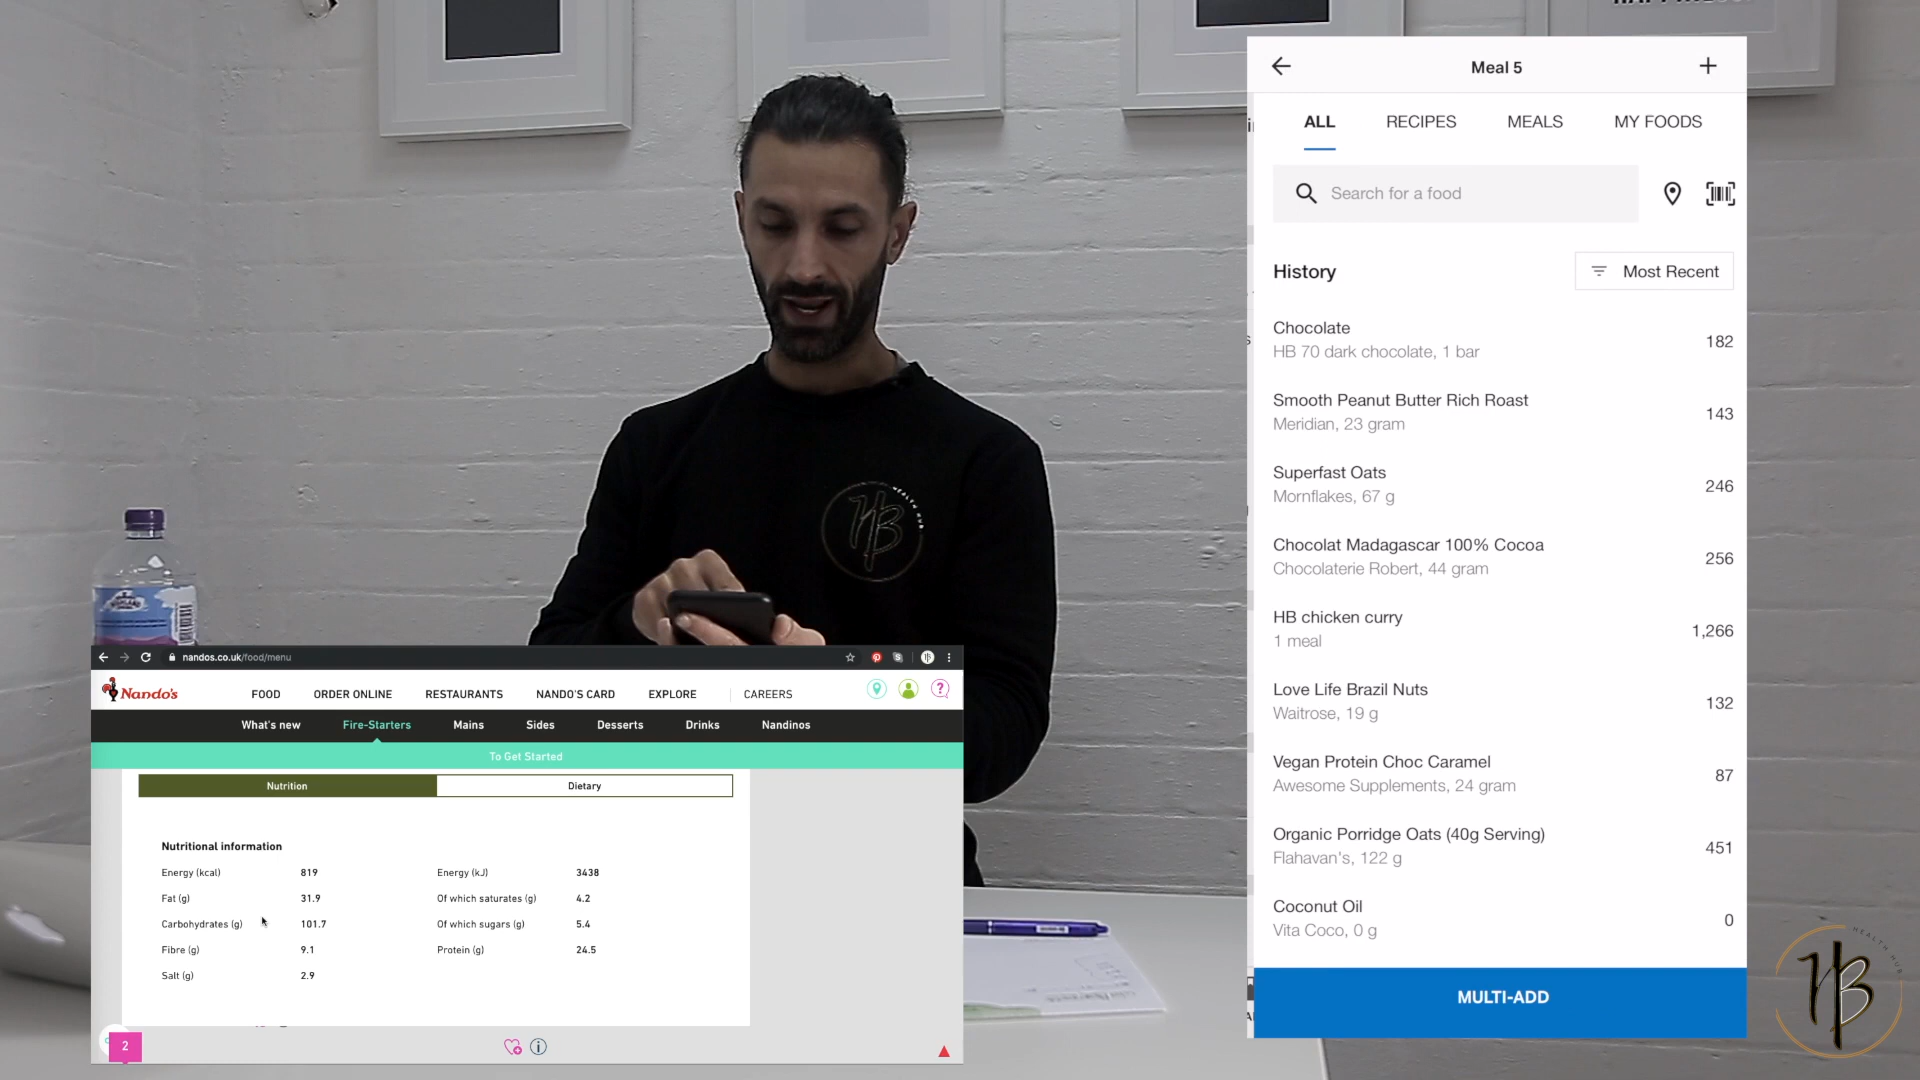 Meal 5
ALL RECIPES MEALS MY FOODS
Search for a food
History Most Recent
Chocolate
HB 70 dark chocolate, 1 bar
182
Smooth Peanut Butter Rich Roast
Meridian, 23 gram
143
Superfast Oats
Mornflakes, 67 g
246
Chocolat Madagascar 100% Cocoa
Chocolaterie Robert, 44 gram
256
HB chicken curry
1 meal
1,266
Love Life Brazil Nuts
Waitrose, 19 g
132
Vegan Protein Choc Caramel
Awesome Supplements, 24 gram
87
Organic Porridge Oats (40g Serving)
Flahavan's, 122 g
451
Coconut Oil
Vita Coco, 0 g
0
MULTI-ADD
HEALTH HUB
HB
nandos.co.uk/food/menu
Nando's FOOD ORDER ONLINE RESTAURANTS NANDO'S CARD EXPLORE CAREERS
What's new Fire-Starters Mains Sides Desserts Drinks Nandinos
To Get Started
Nutrition Dietary
Nutritional information
Energy (kcal) 819 Energy (kJ) 3438
Fat (g) 31.9 Of which saturates (g) 4.2
Carbohydrates (g) 101.7 Of which sugars (g) 5.4
Fibre (g) 9.1 Protein (g) 24.5
Salt (g) 2.9
2
HEALTH HUB
HB